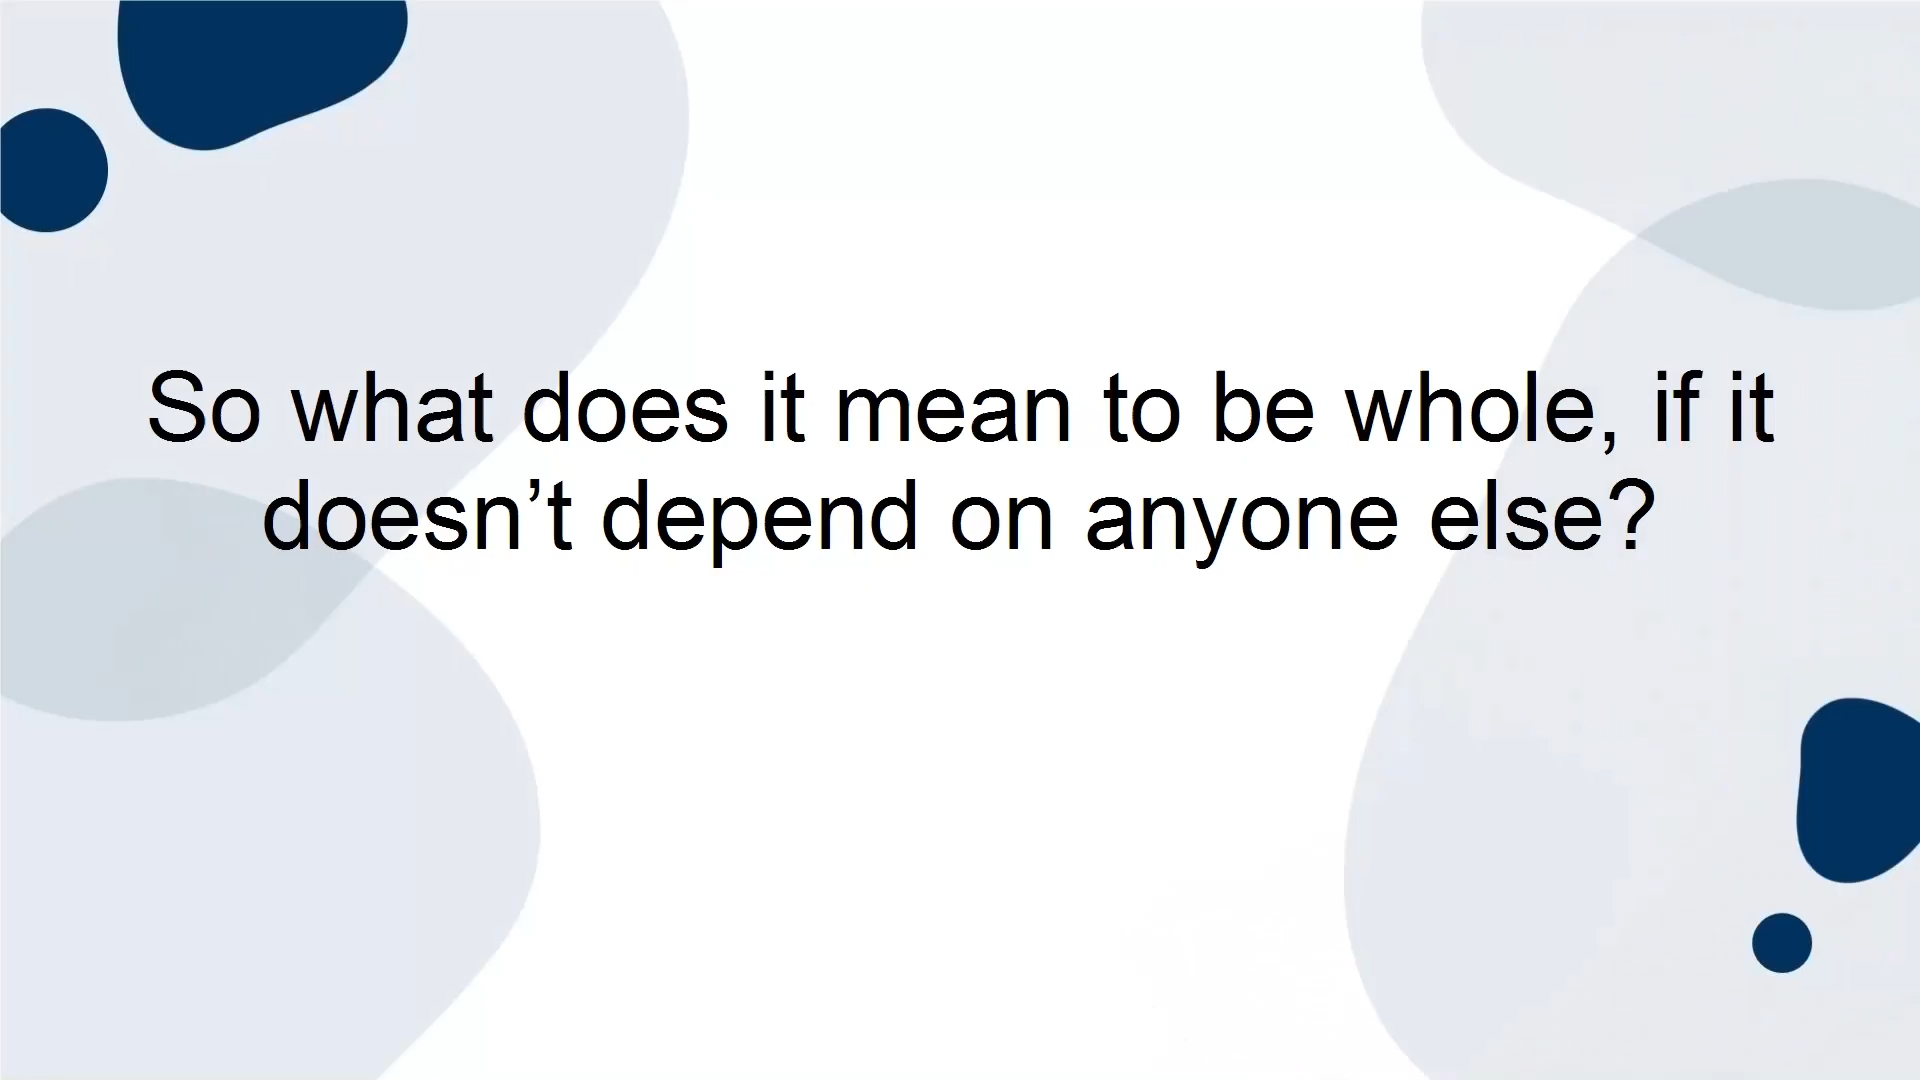 So what does it mean to be whole, if it
doesn’t depend on anyone else?